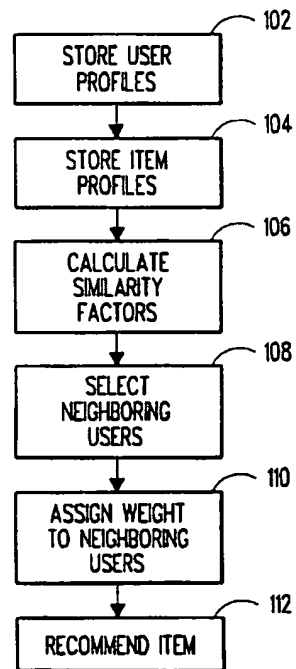 102
STORE USER
PROFILES
104
STORE ITEM
PROFILES
106
CALCULATE
SIMILARITY
FACTORS
108
SELECT
NEIGHBORING
USERS
110
ASSIGN WEIGHT
TO NEIGHBORING
USERS
112
RECOMMEND ITEM